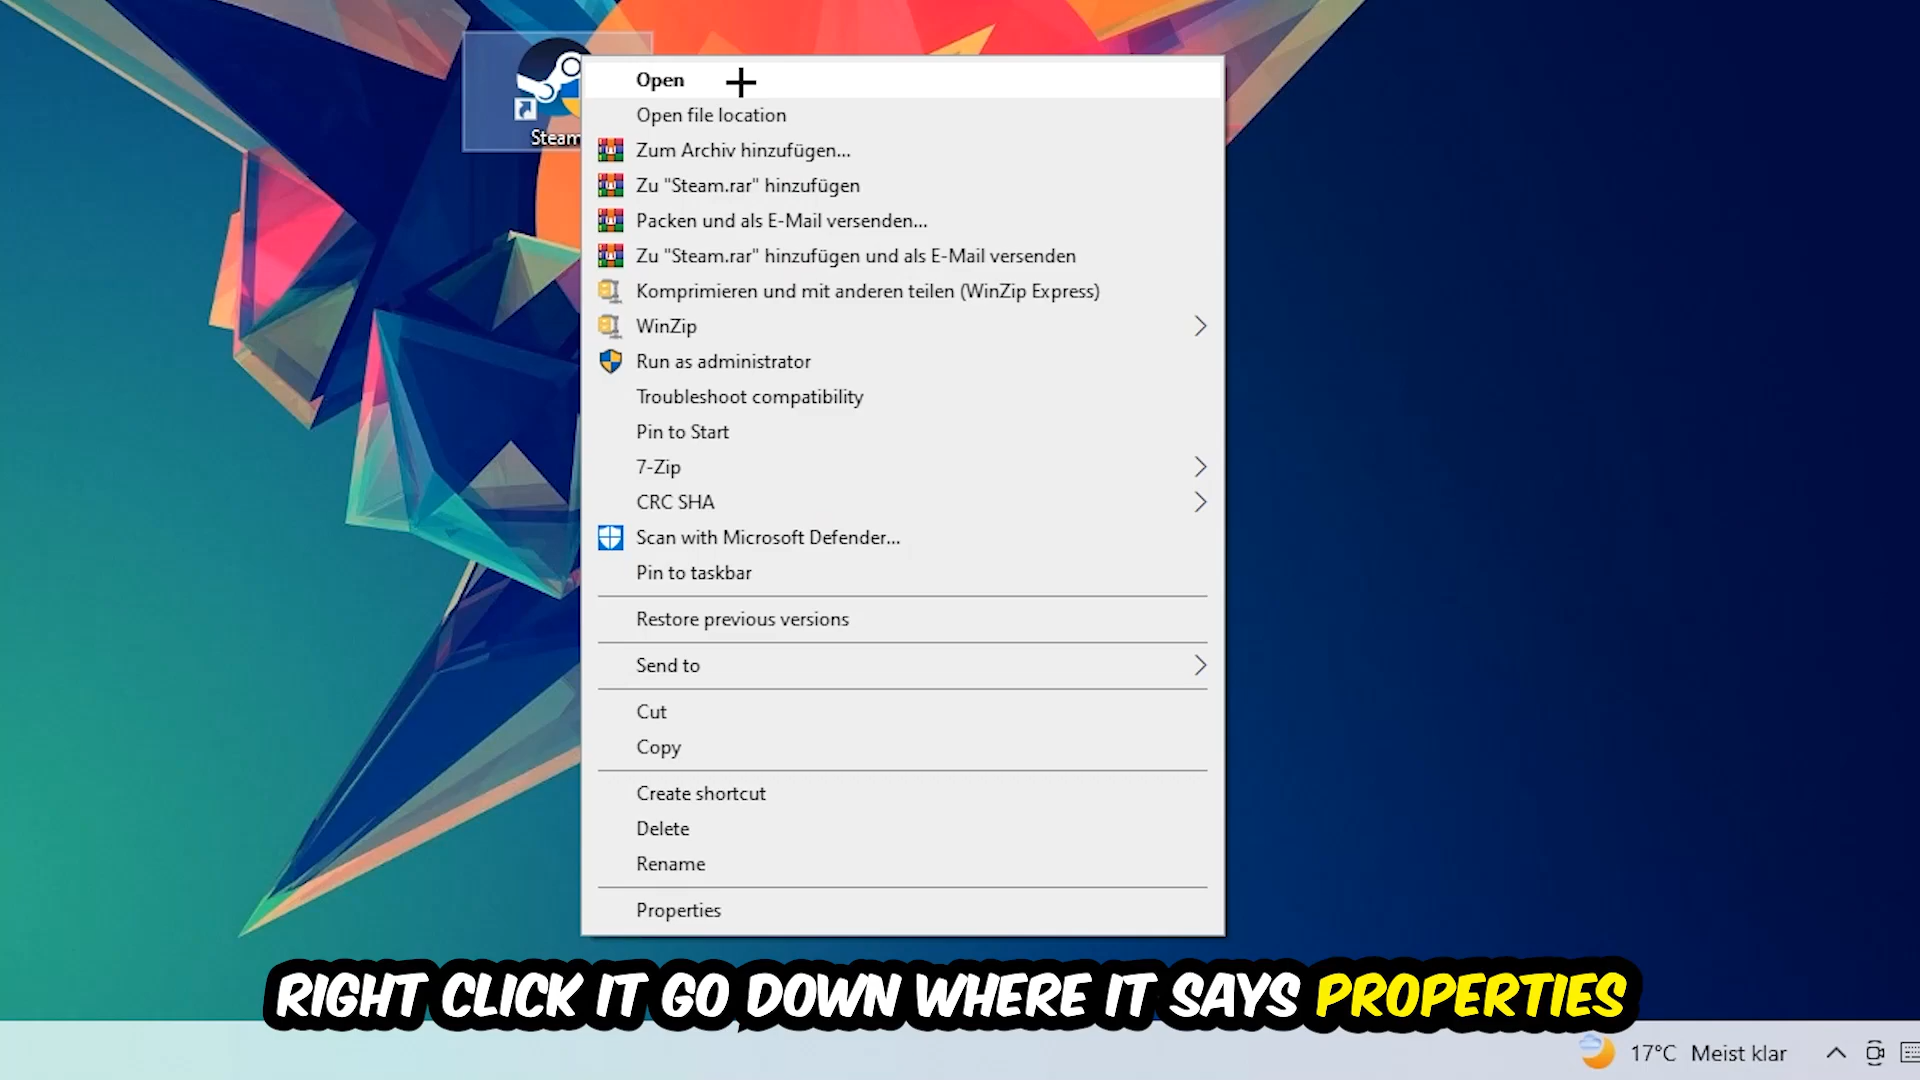 Steam
Open
Open file location
Zum Archiv hinzufügen...
Zu "Steam.rar" hinzufügen
Packen und als E-Mail versenden...
Zu "Steam.rar" hinzufügen und als E-Mail versenden
Komprimieren und mit anderen teilen (WinZip Express)
WinZip
Run as administrator
Troubleshoot compatibility
Pin to Start
7-Zip
CRC SHA
Scan with Microsoft Defender...
Pin to taskbar
Restore previous versions
Send to
Cut
Copy
Create shortcut
Delete
Rename
Properties
RIGHT CLICK IT GO DOWN WHERE IT SAYS PROPERTIES
17°C Meist klar